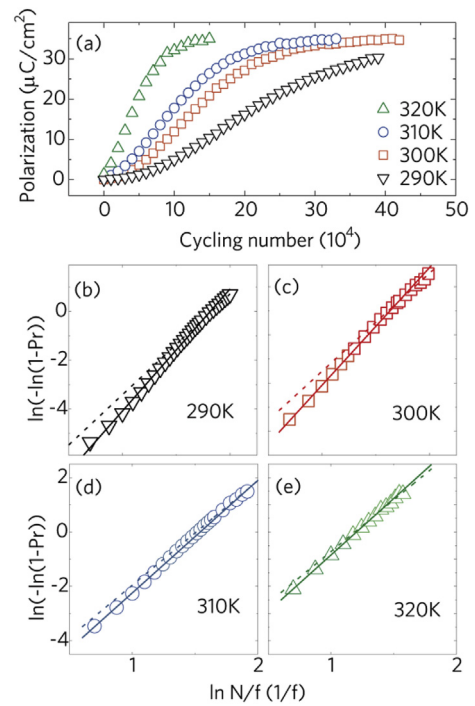 (a)
Polarization (μC/cm²)
30
20
10
0
320K
310K
300K
290K
0 10 20 30 40 50
Cycling number (10⁴)
(b)
(c)
ln(-ln(1-Pr))
0
-2
-4
290K
300K
(d)
(e)
ln(-ln(1-Pr))
2
0
-2
-4
310K
320K
1 2 1 2
ln N/f (1/f)